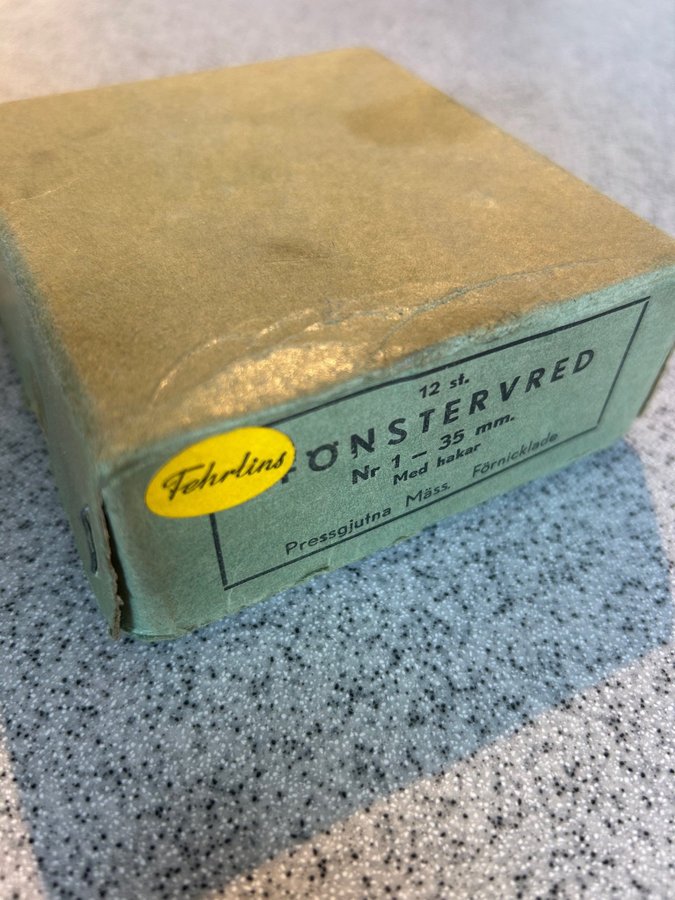 12 st.
FÖNSTERVRED
Nr 1 – 35 mm.
Med hakar
Pressgjutna Mäss. Förnicklade
Fehrlins